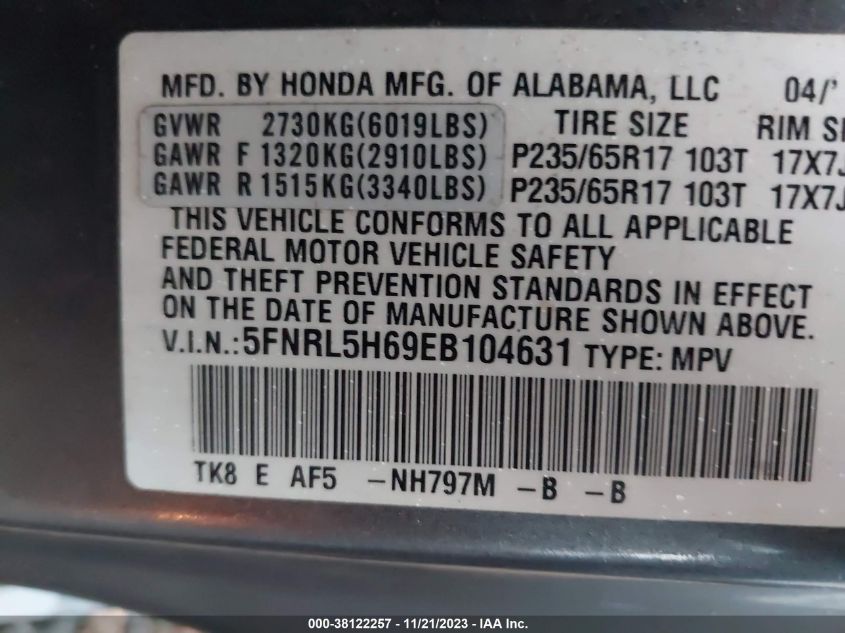 MFD. BY HONDA MFG. OF ALABAMA, LLC 04/'
GVWR 2730KG(6019LBS) TIRE SIZE RIM SI
GAWR F 1320KG(2910LBS) P235/65R17 103T 17X7J
GAWR R 1515KG(3340LBS) P235/65R17 103T 17X7J
THIS VEHICLE CONFORMS TO ALL APPLICABLE
FEDERAL MOTOR VEHICLE SAFETY
AND THEFT PREVENTION STANDARDS IN EFFECT
ON THE DATE OF MANUFACTURE SHOWN ABOVE.
V.I.N.:5FNRL5H69EB104631 TYPE: MPV
TK8 E AF5 -NH797M -B -B
000-38122257 - 11/21/2023 - IAA Inc.